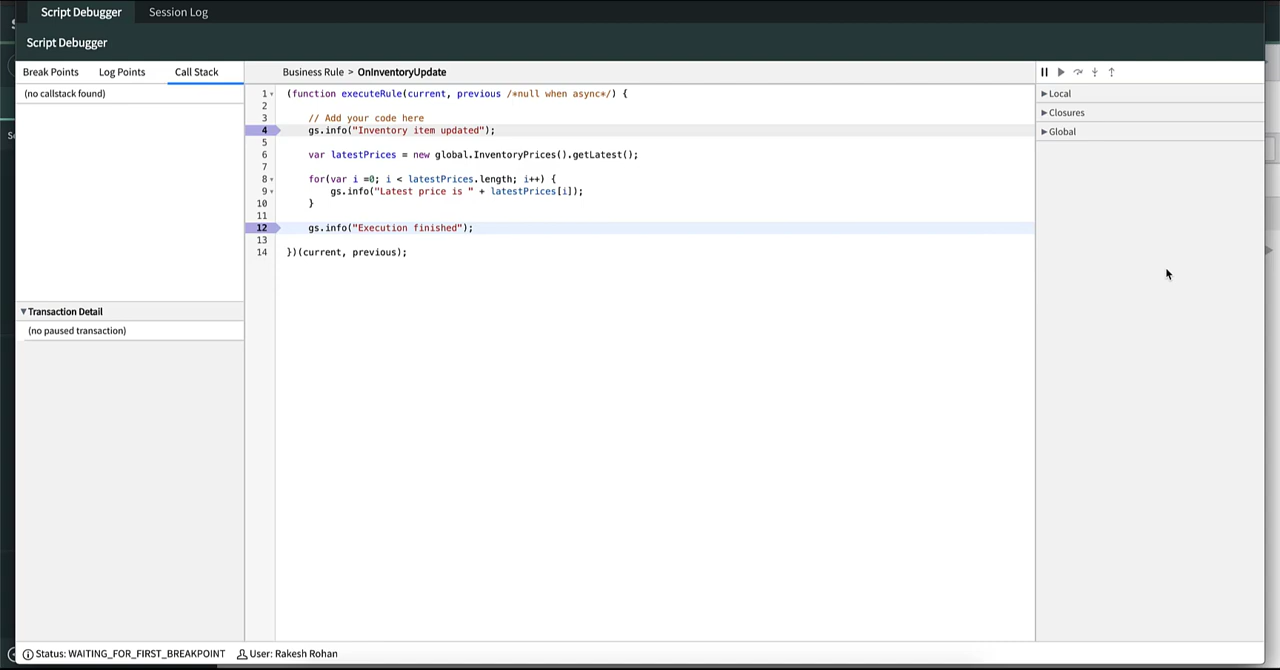 Script Debugger Session Log
Script Debugger
Break Points Log Points Call Stack
(no callstack found)
Transaction Detail
(no paused transaction)
Business Rule > OnInventoryUpdate
1 (function executeRule(current, previous /*null when async*/) {
2
3 // Add your code here
4 gs.info("Inventory item updated");
5
6 var latestPrices = new global.InventoryPrices().getLatest();
7
8 for(var i =0; i < latestPrices.length; i++) {
9 gs.info("Latest price is " + latestPrices[i]);
10 }
11
12 gs.info("Execution finished");
13
14 })(current, previous);
Local
Closures
Global
Status: WAITING_FOR_FIRST_BREAKPOINT User: Rakesh Rohan